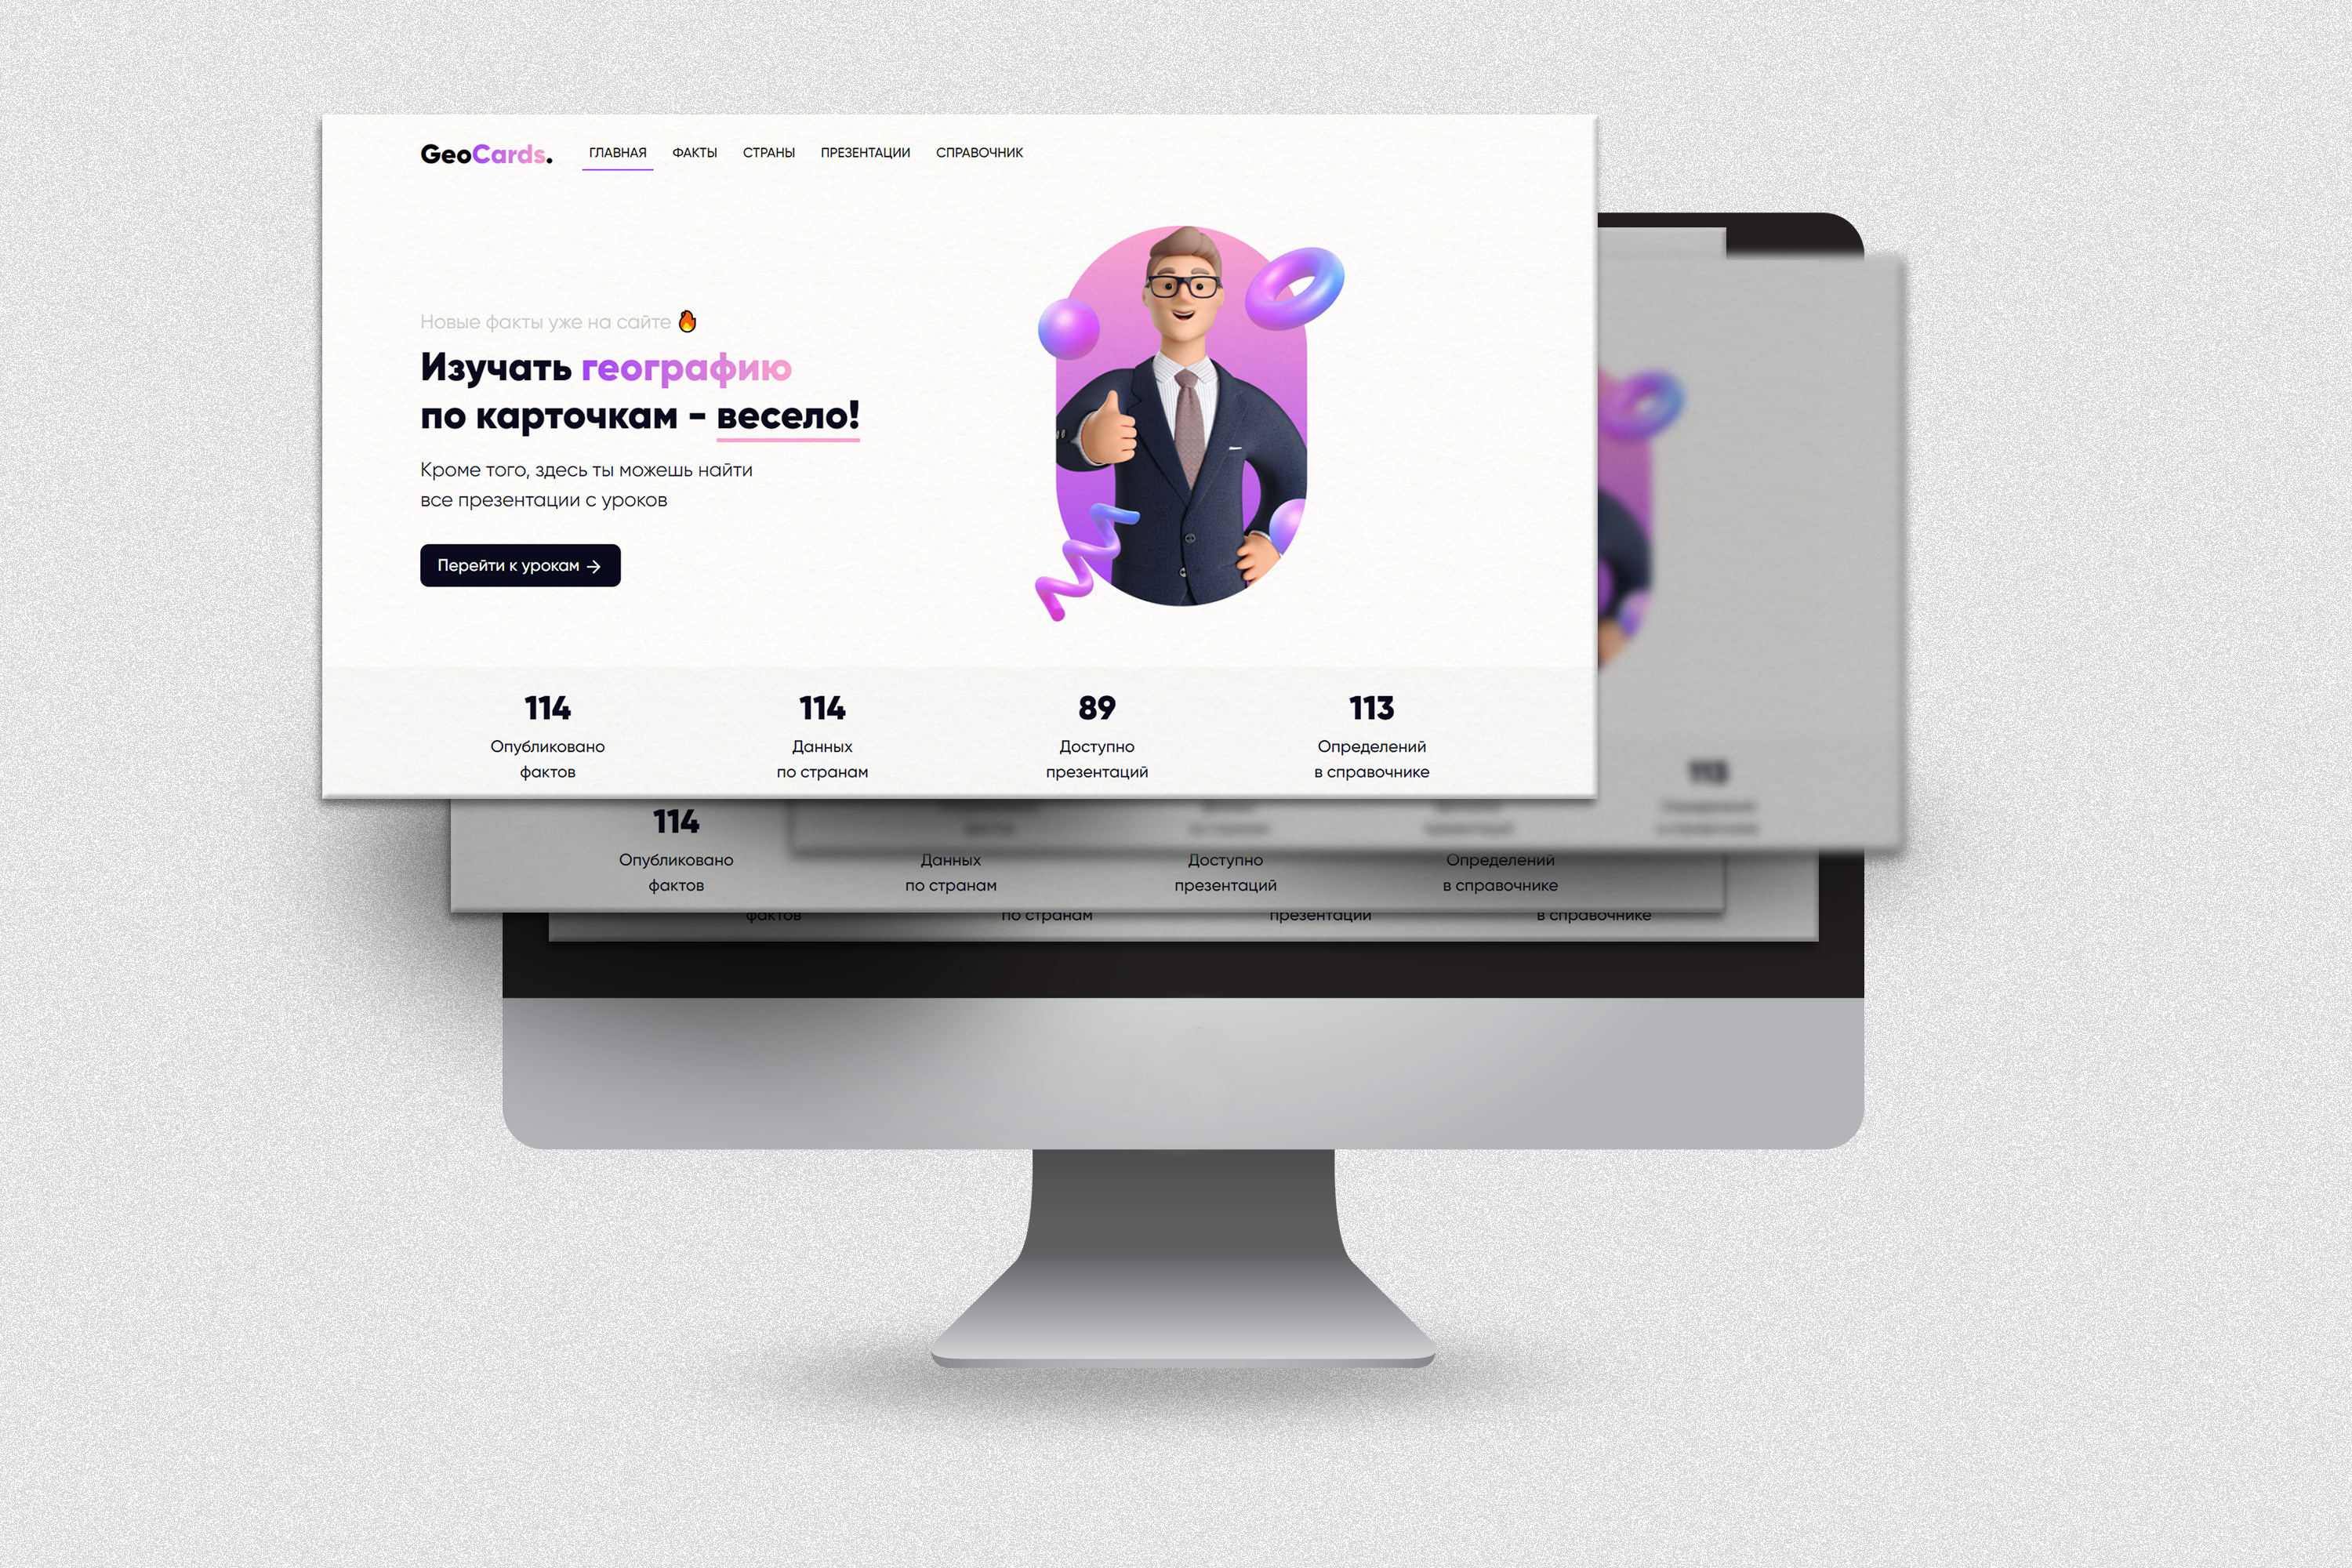 GeoCards.
ГЛАВНАЯ ФАКТЫ СТРАНЫ ПРЕЗЕНТАЦИИ СПРАВОЧНИК
Новые факты уже на сайте 🔥
Изучать географию
по карточкам - весело!
Кроме того, здесь ты можешь найти
все презентации с уроков
Перейти к урокам →
114 114 89 113
Опубликовано Данных Доступно Определений
фактов по странам презентаций в справочнике
113
114
Опубликовано Данных Доступно Определений
фактов по странам презентаций в справочнике
фактов по странам презентации в справочнике